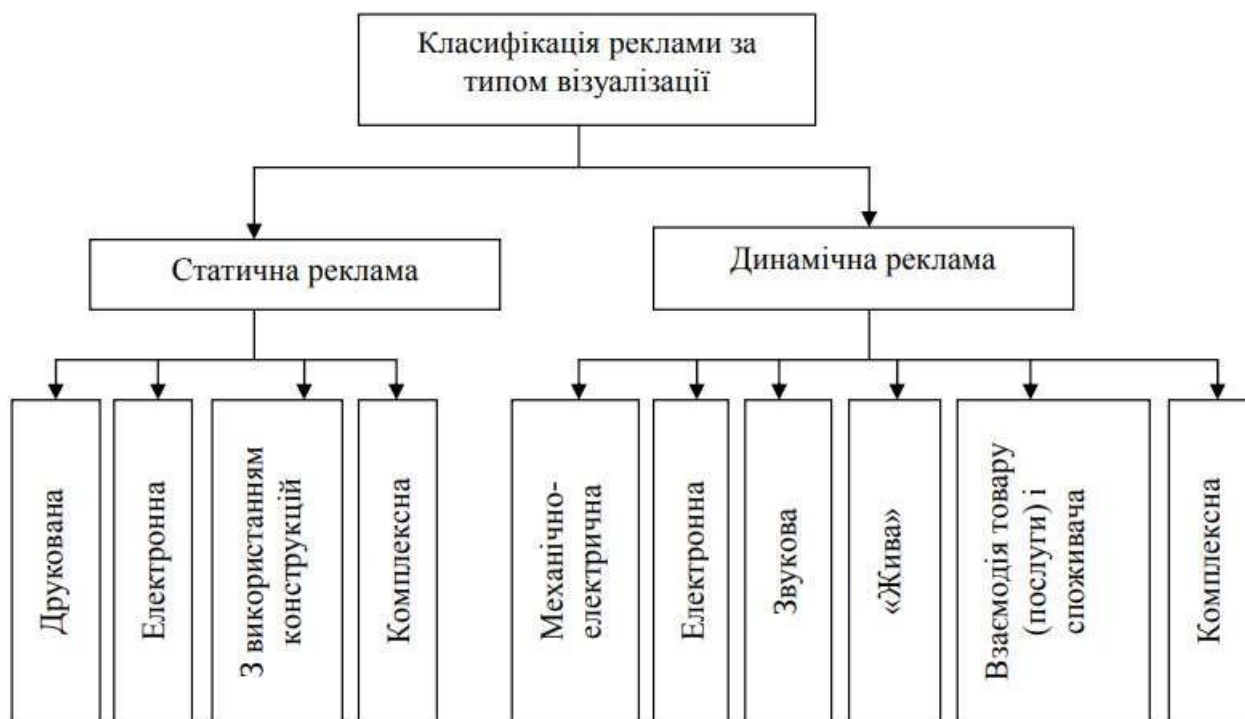 Класифікація реклами за
типом візуалізації
Статична реклама
Динамічна реклама
Друкована
Електронна
З використанням
конструкцій
Комплексна
Механічно-
електрична
Електронна
Звукова
«Жива»
Взаємодія товару
(послуги) і
споживача
Комплексна